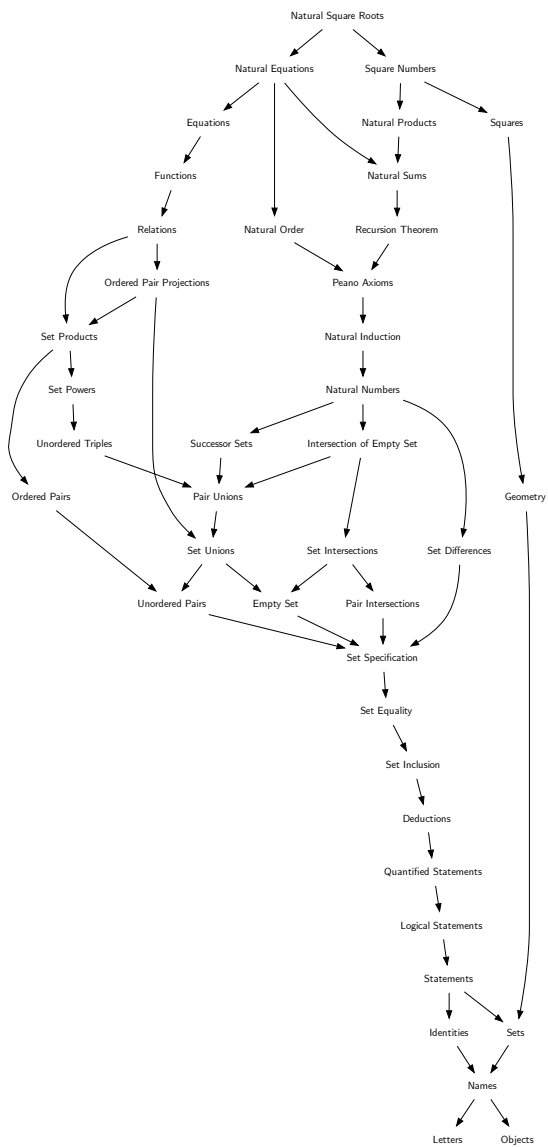 Natural Square Roots
Natural Equations
Square Numbers
Equations
Natural Products
Squares
Functions
Natural Sums
Relations
Natural Order
Recursion Theorem
Ordered Pair Projections
Peano Axioms
Set Products
Natural Induction
Set Powers
Natural Numbers
Unordered Triples
Successor Sets
Intersection of Empty Set
Ordered Pairs
Pair Unions
Geometry
Set Unions
Set Intersections
Set Differences
Unordered Pairs
Empty Set
Pair Intersections
Set Specification
Set Equality
Set Inclusion
Deductions
Quantified Statements
Logical Statements
Statements
Identities
Sets
Names
Letters
Objects